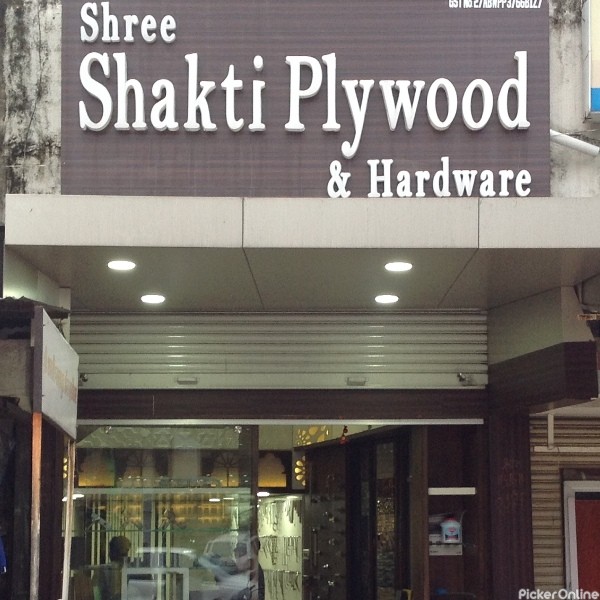 Shree
Shakti Plywood
& Hardware
PickerOnline